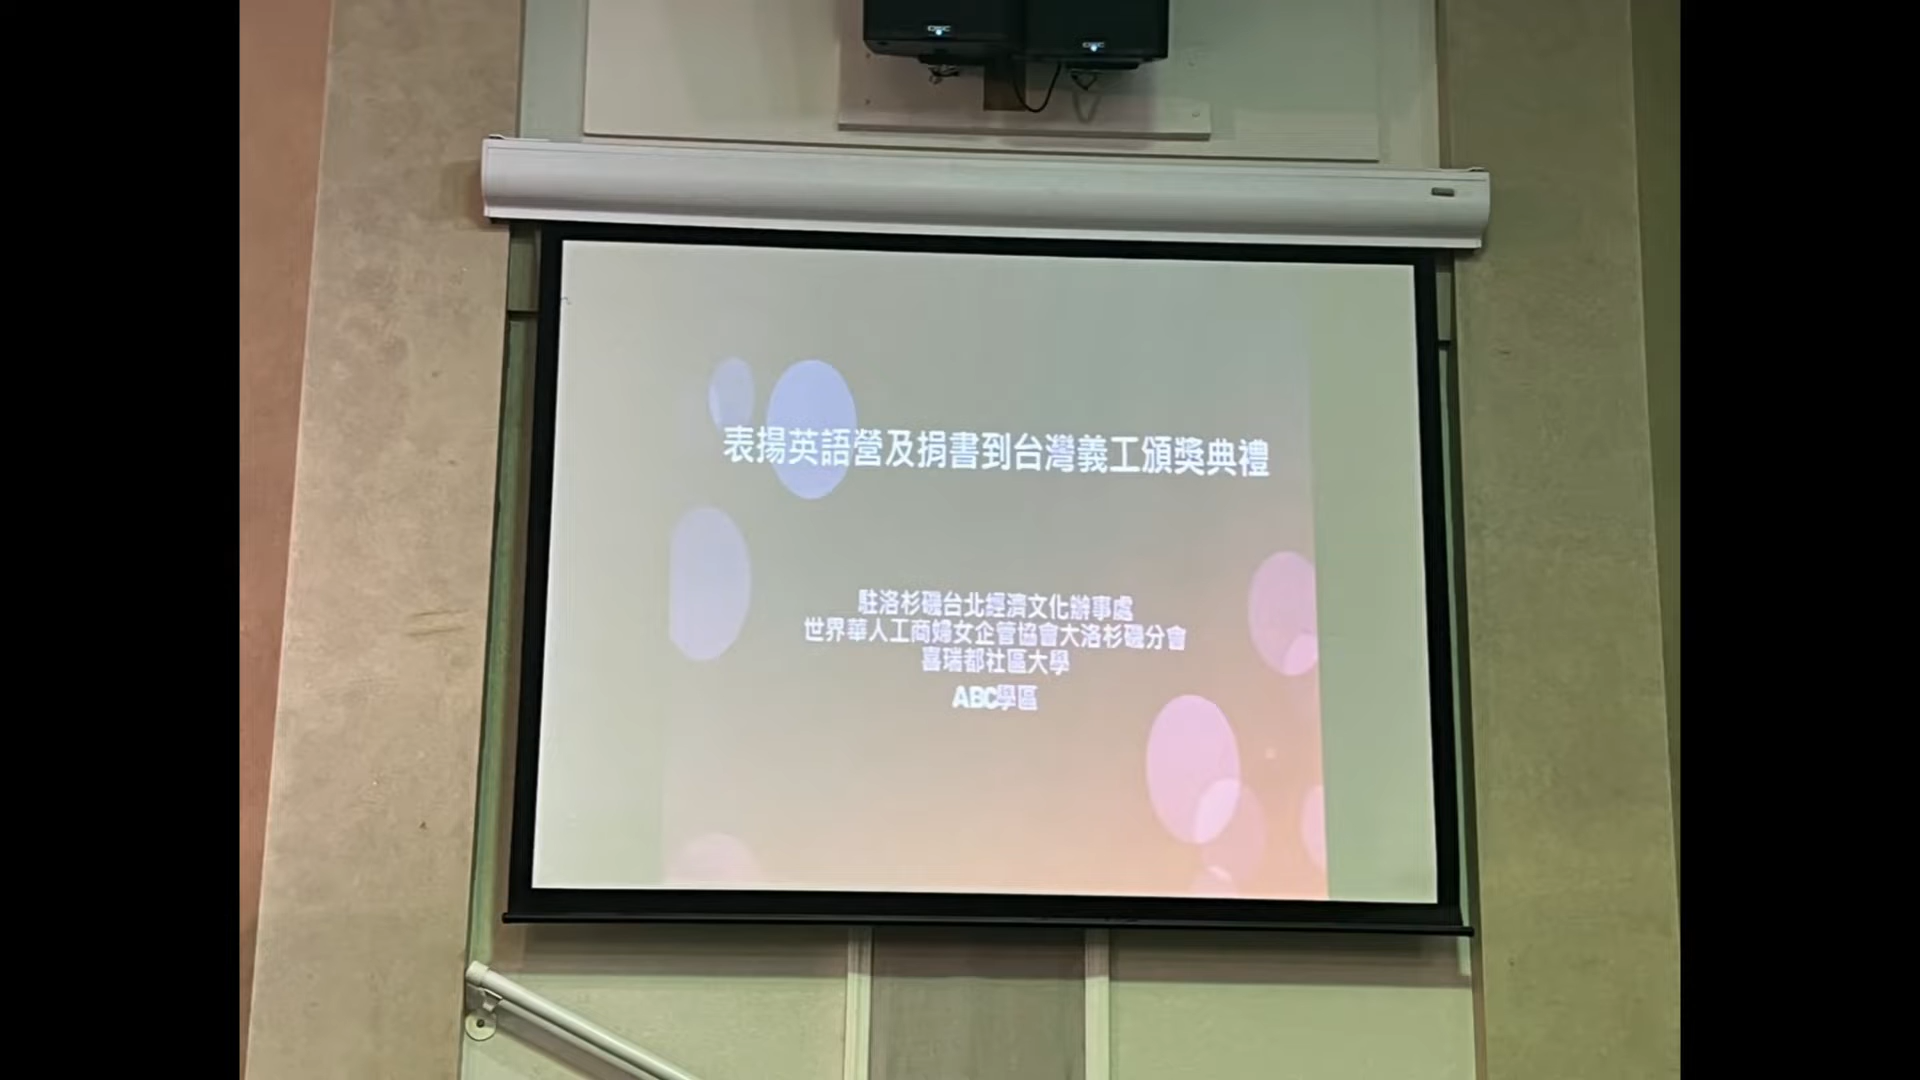 表揚英語營及捐書到台灣義工頒獎典禮
駐洛杉磯台北經濟文化辦事處
世界華人工商婦女企管協會大洛杉磯分會
喜瑞都社區大學
ABC學區